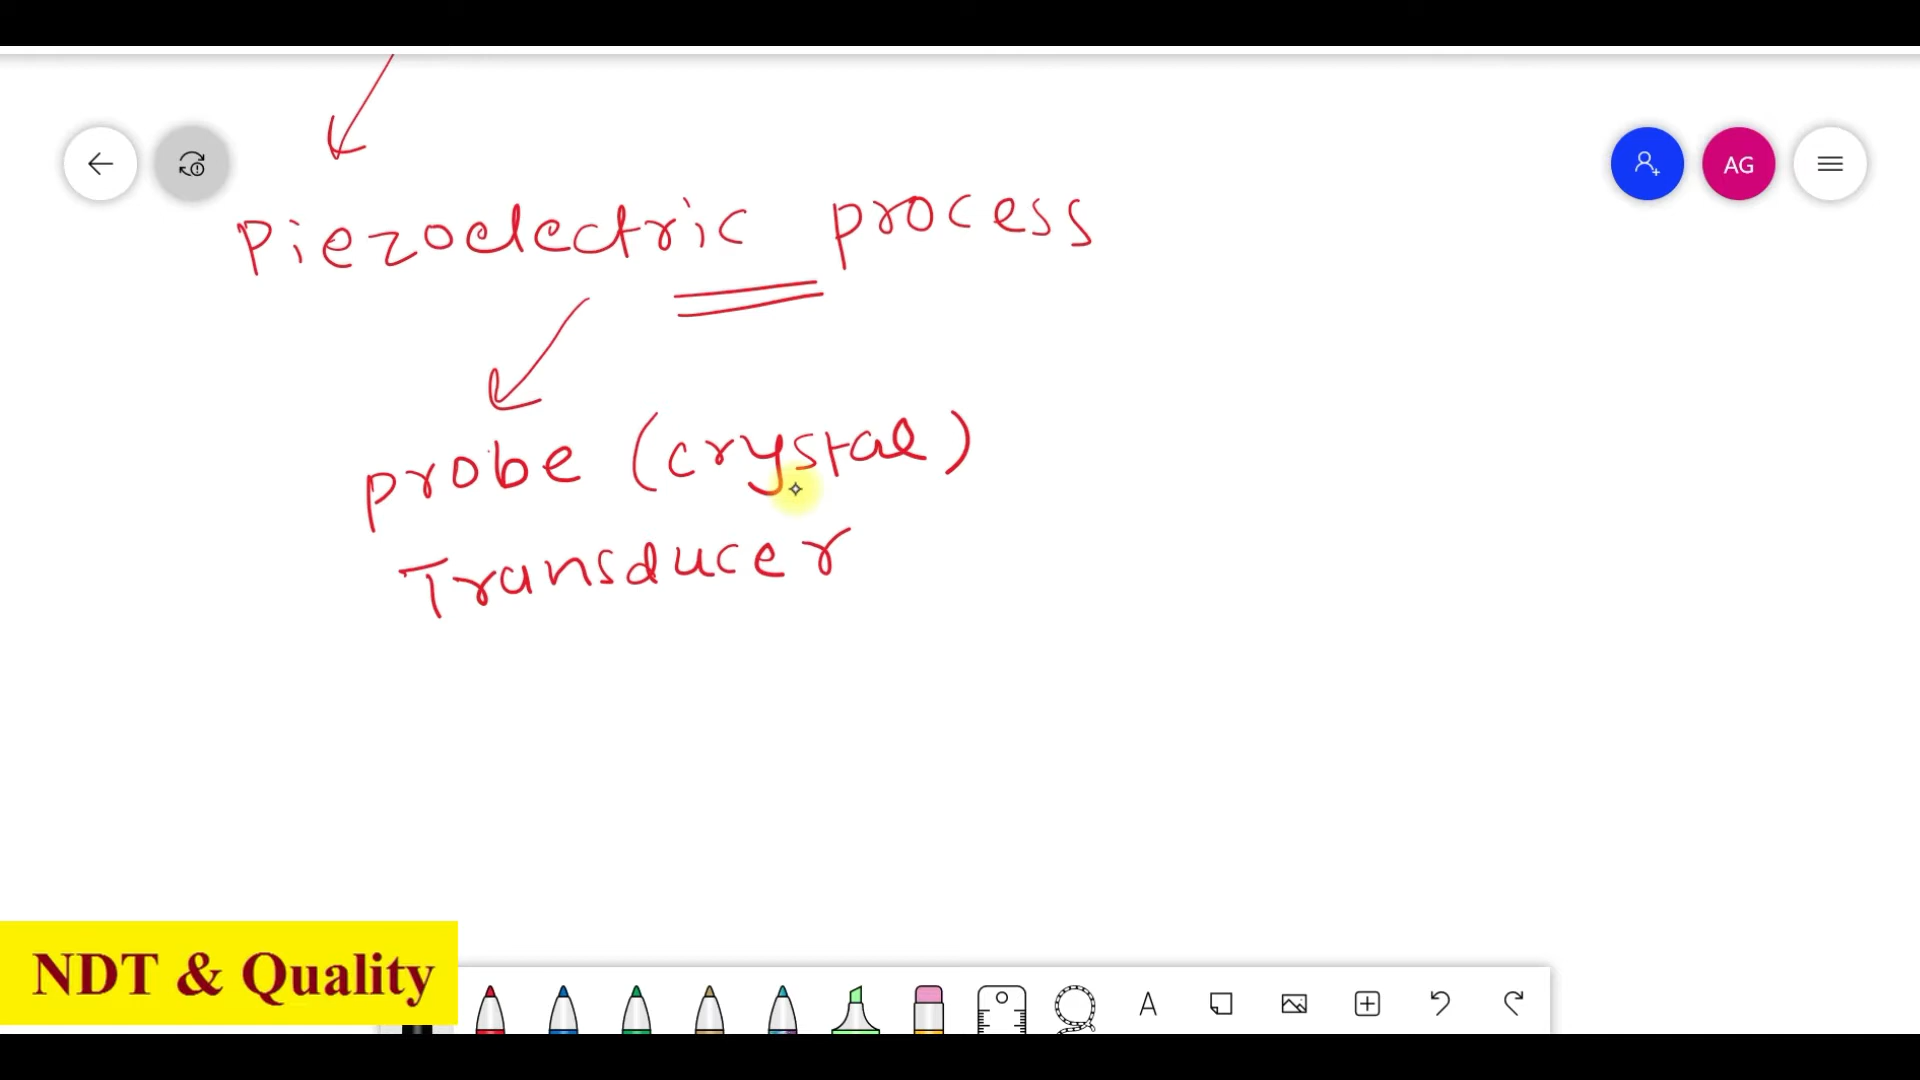 AG
Piezoelectric process
probe (crystal)
Transducer
NDT & Quality
A